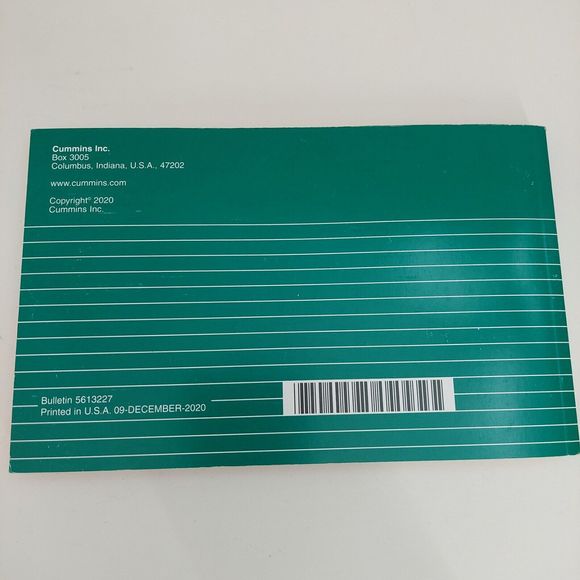 Cummins Inc.
Box 3005
Columbus, Indiana, U.S.A., 47202
www.cummins.com
Copyright© 2020
Cummins Inc.
Bulletin 5613227
Printed in U.S.A. 09-DECEMBER-2020